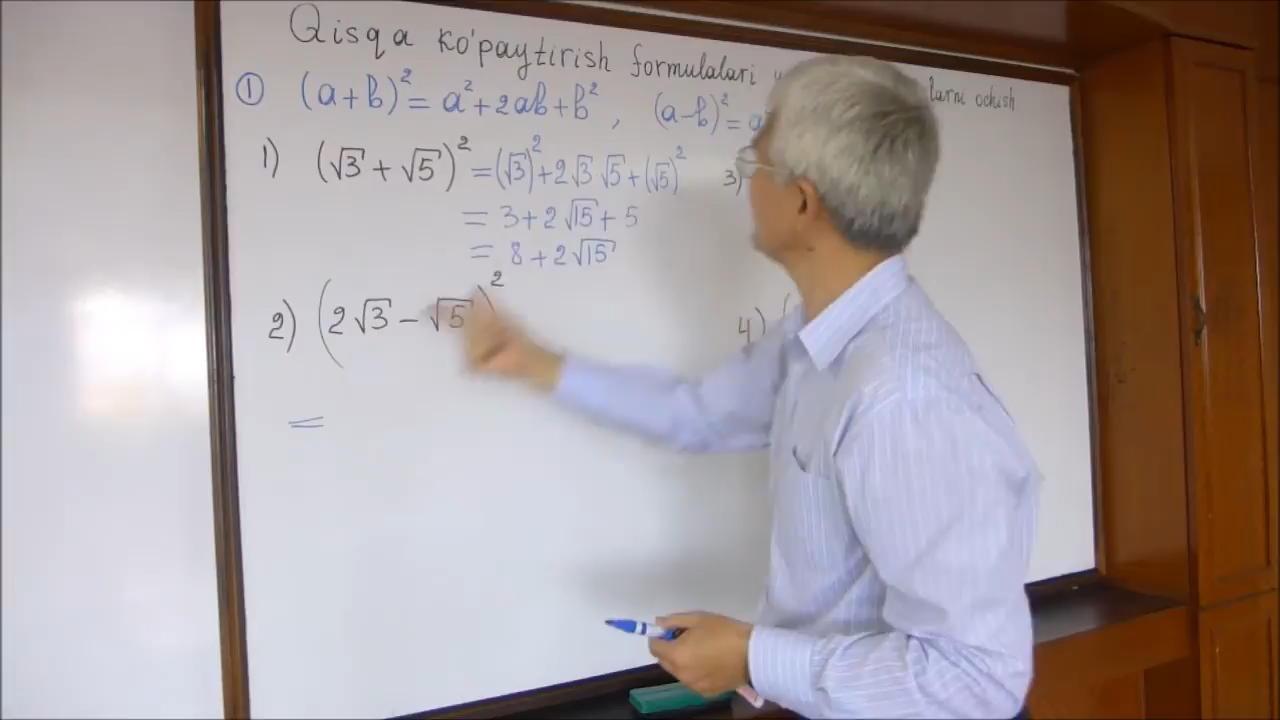 Qisqa ko'paytirish formulalari
① (a+b)² = a² + 2ab + b² , (a-b)² = a
larni ochish
1) (√3 + √5)² = (√3)² + 2√3 √5 + (√5)²
= 3 + 2√15 + 5
= 8 + 2√15
2) (2√3 - √5)²
=
3)
4) (